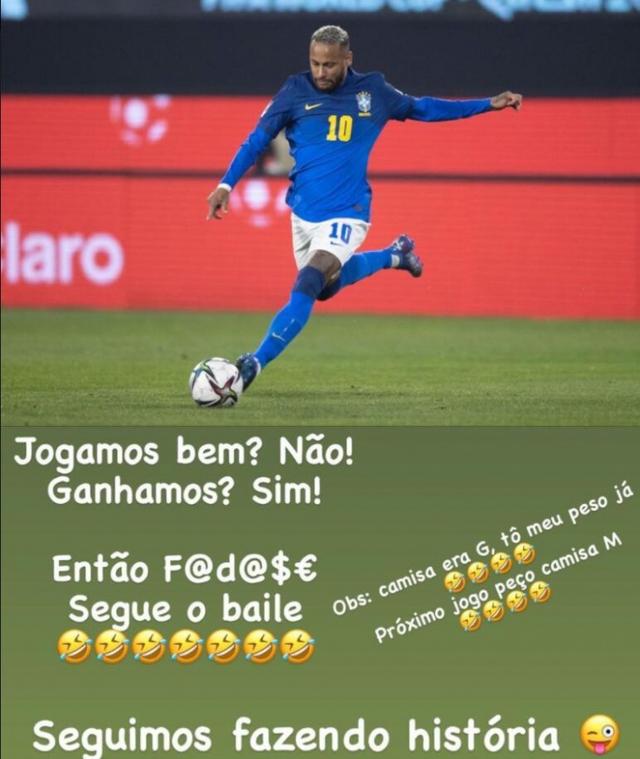 10
10
laro
Jogamos bem? Não!
Ganhamos? Sim!
Então F@d@$€
Segue o baile
🤣🤣🤣🤣🤣🤣🤣
Obs: camisa era G, tô meu peso já
🤣🤣🤣🤣
Próximo jogo peço camisa M
🤣🤣🤣🤣
Seguimos fazendo história 😜